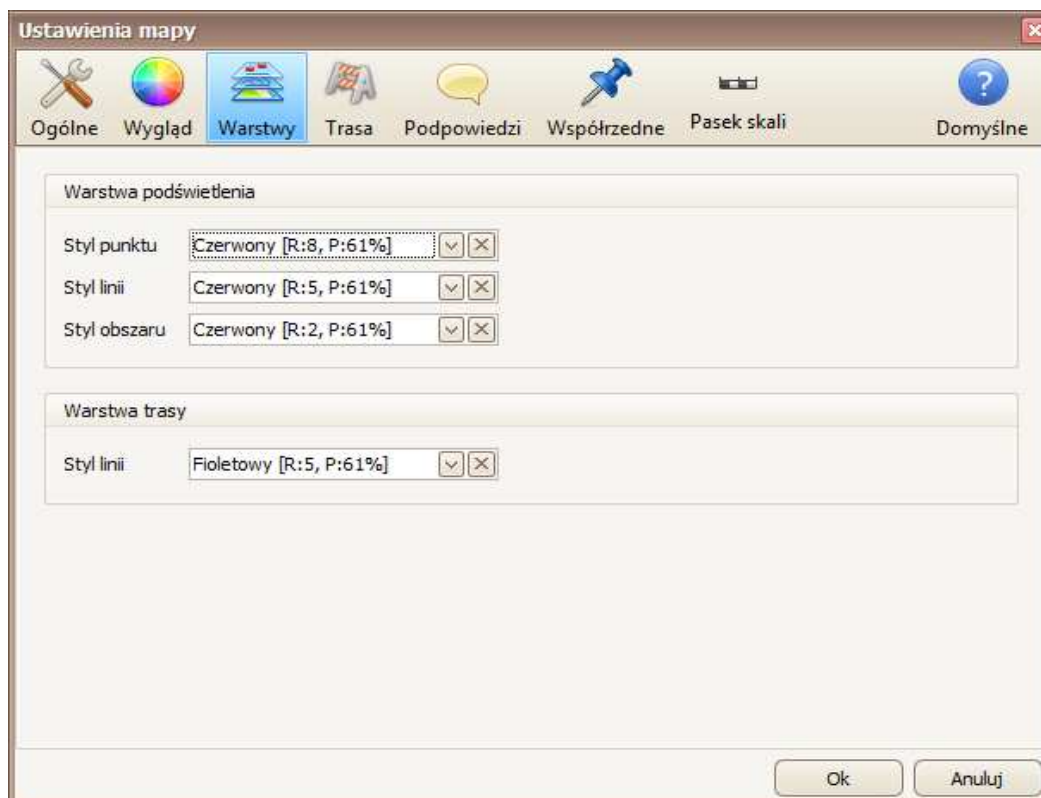 Ustawienia mapy
Ogólne Wygląd Warstwy Trasa Podpowiedzi Współrzedne Pasek skali Domyślne
Warstwa podświetlenia
Styl punktu Czerwony [R:8, P:61%]
Styl linii Czerwony [R:5, P:61%]
Styl obszaru Czerwony [R:2, P:61%]
Warstwa trasy
Styl linii Fioletowy [R:5, P:61%]
Ok Anuluj